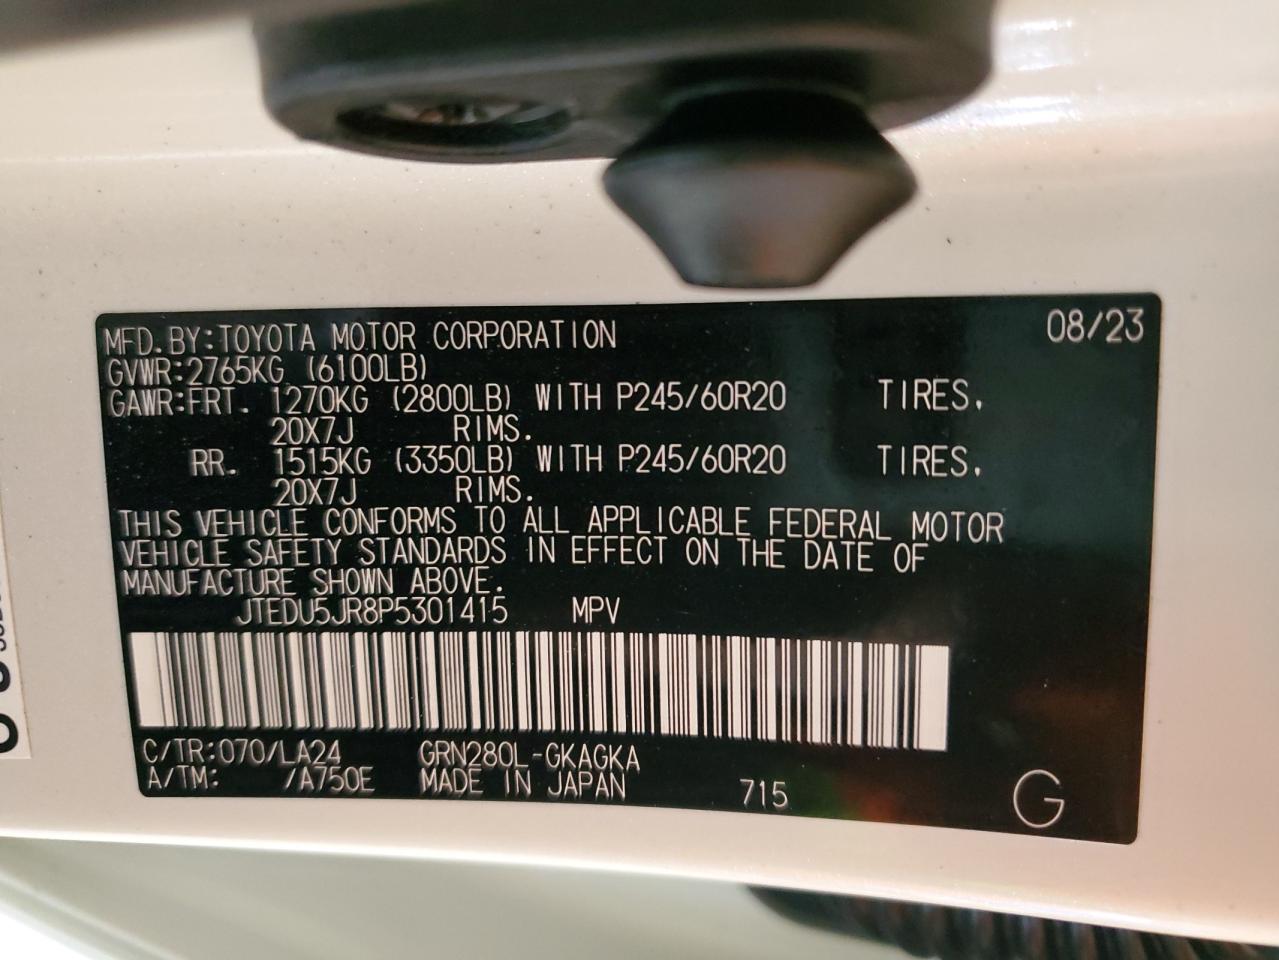 MFD. BY: TOYOTA MOTOR CORPORATION 08/23
GVWR: 2765KG (6100LB)
GAWR: FRT. 1270KG (2800LB) WITH P245/60R20 TIRES,
20X7J RIMS.
RR. 1515KG (3350LB) WITH P245/60R20 TIRES,
20X7J RIMS.
THIS VEHICLE CONFORMS TO ALL APPLICABLE FEDERAL MOTOR
VEHICLE SAFETY STANDARDS IN EFFECT ON THE DATE OF
MANUFACTURE SHOWN ABOVE.
JTEDU5JR8P5301415 MPV
C/TR: 070/LA24 GRN280L-GKAGKA
A/TM: /A750E MADE IN JAPAN 715 G